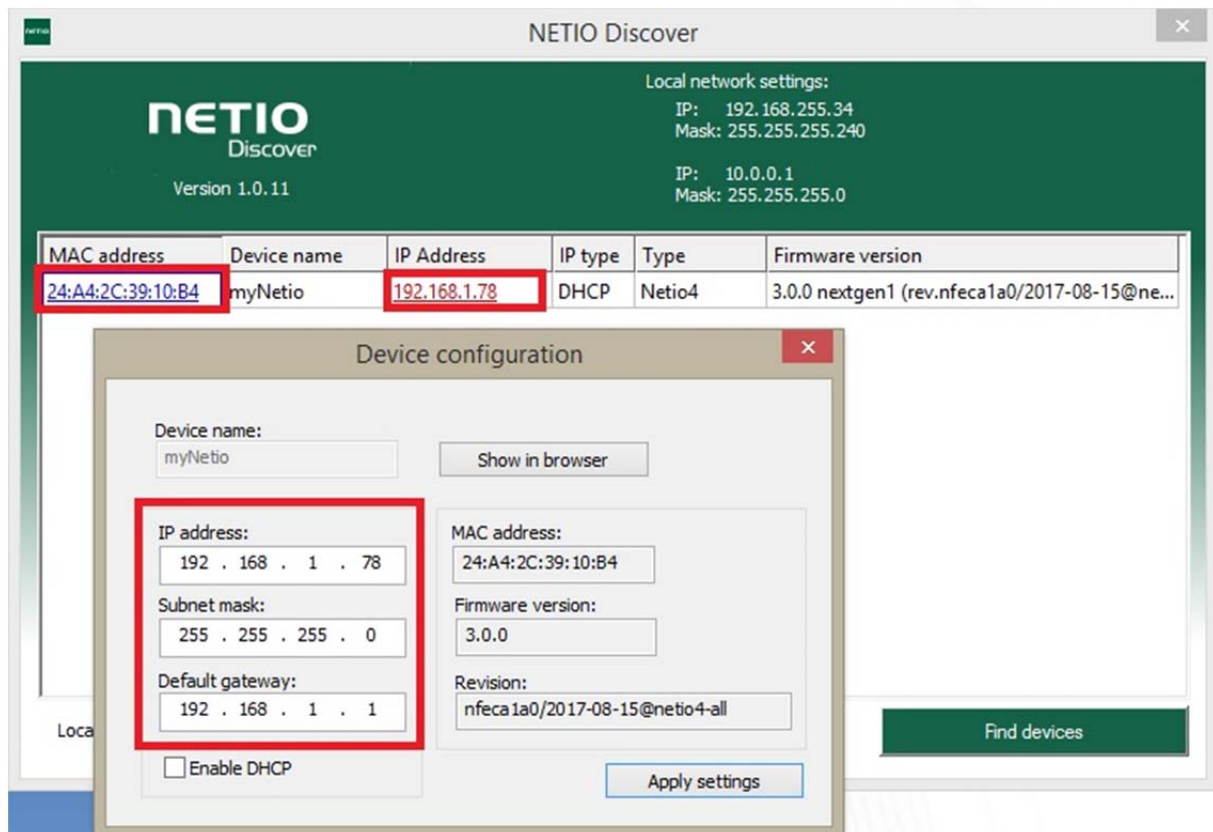 NETIO
NETIO Discover
NETIO
Discover
Version 1.0.11
Local network settings:
IP: 192.168.255.34
Mask: 255.255.255.240
IP: 10.0.0.1
Mask: 255.255.255.0
MAC address Device name IP Address IP type Type Firmware version
24:A4:2C:39:10:B4 myNetio 192.168.1.78 DHCP Netio4 3.0.0 nextgen1 (rev.nfeca1a0/2017-08-15@ne...
Device configuration
Device name:
myNetio
Show in browser
IP address:
192 . 168 . 1 . 78
Subnet mask:
255 . 255 . 255 . 0
Default gateway:
192 . 168 . 1 . 1
Enable DHCP
MAC address:
24:A4:2C:39:10:B4
Firmware version:
3.0.0
Revision:
nfeca1a0/2017-08-15@netio4-all
Apply settings
Loca
Find devices